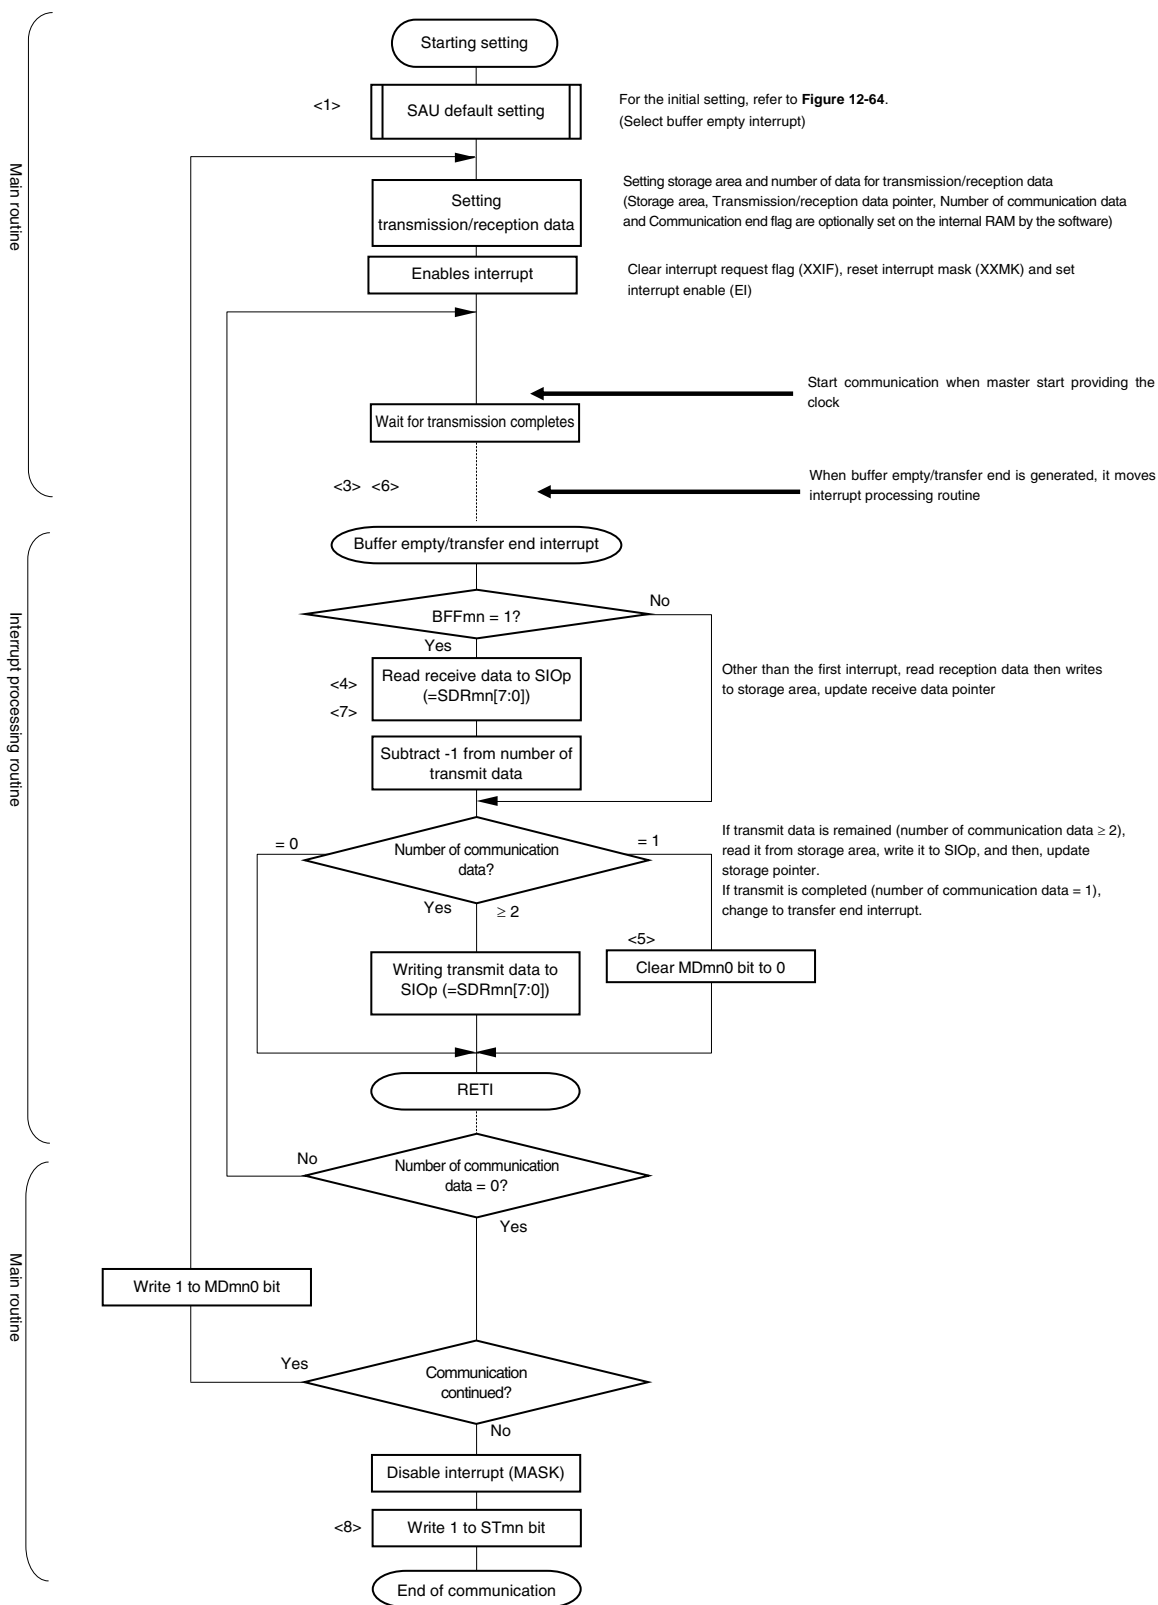 Starting setting
<1>
SAU default setting
For the initial setting, refer to Figure 12-64.
(Select buffer empty interrupt)
Main routine
Setting
transmission/reception data
Setting storage area and number of data for transmission/reception data
(Storage area, Transmission/reception data pointer, Number of communication data
and Communication end flag are optionally set on the internal RAM by the software)
Enables interrupt
Clear interrupt request flag (XXIF), reset interrupt mask (XXMK) and set
interrupt enable (EI)
Start communication when master start providing the
clock
Wait for transmission completes
<3> <6>
When buffer empty/transfer end is generated, it moves
interrupt processing routine
Buffer empty/transfer end interrupt
Interrupt processing routine
BFFmn = 1?
No
Yes
<4>
<7>
Read receive data to SIOp
(=SDRmn[7:0])
Other than the first interrupt, read reception data then writes
to storage area, update receive data pointer
Subtract -1 from number of
transmit data
= 0
Number of communication
data?
= 1
Yes
≥ 2
If transmit data is remained (number of communication data ≥ 2),
read it from storage area, write it to SIOp, and then, update
storage pointer.
If transmit is completed (number of communication data = 1),
change to transfer end interrupt.
<5>
Clear MDmn0 bit to 0
Writing transmit data to
SIOp (=SDRmn[7:0])
RETI
No
Number of communication
data = 0?
Yes
Main routine
Write 1 to MDmn0 bit
Yes
Communication
continued?
No
Disable interrupt (MASK)
<8>
Write 1 to STmn bit
End of communication